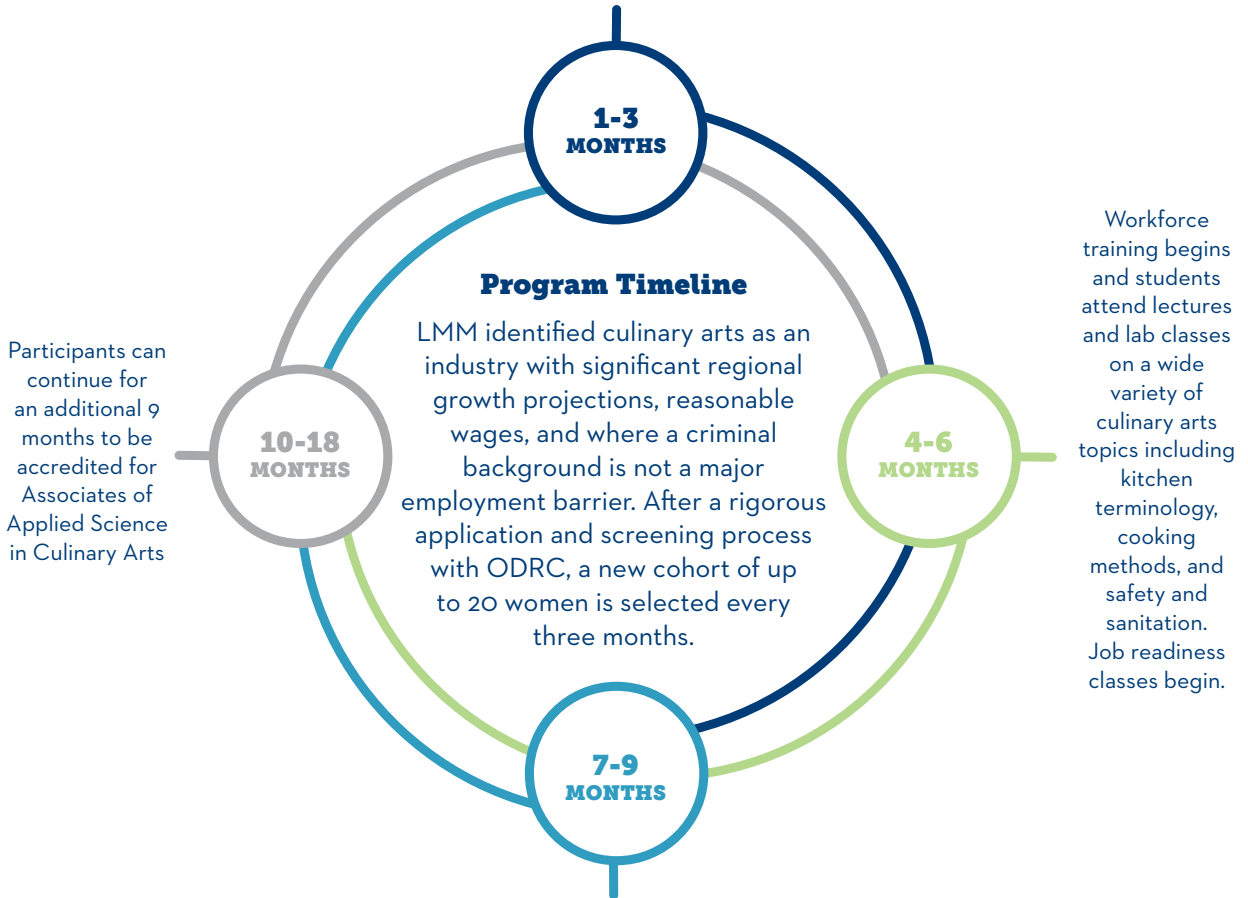 1-3
MONTHS
Program Timeline
LMM identified culinary arts as an
industry with significant regional
growth projections, reasonable
wages, and where a criminal
background is not a major
employment barrier. After a rigorous
application and screening process
with ODRC, a new cohort of up
to 20 women is selected every
three months.
4-6
MONTHS
Workforce
training begins
and students
attend lectures
and lab classes
on a wide
variety of
culinary arts
topics including
kitchen
terminology,
cooking
methods, and
safety and
sanitation.
Job readiness
classes begin.
7-9
MONTHS
10-18
MONTHS
Participants can
continue for
an additional 9
months to be
accredited for
Associates of
Applied Science
in Culinary Arts